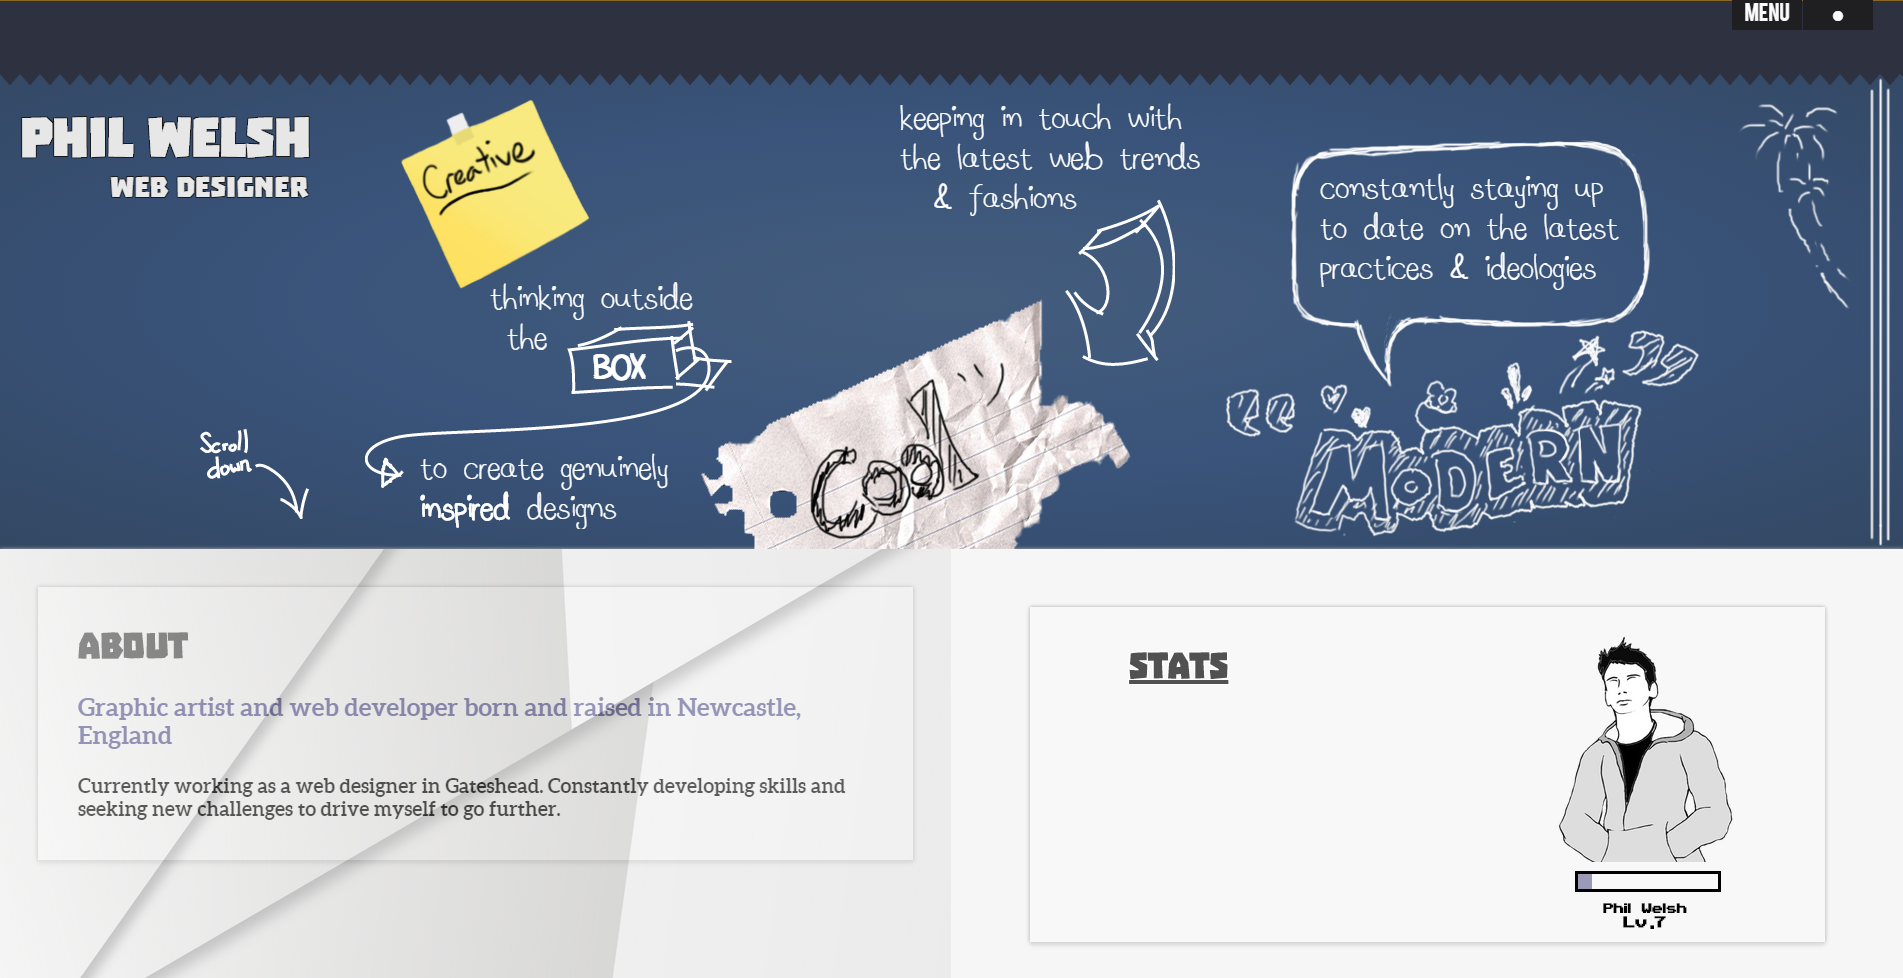 MENU
PHIL WELSH
WEB DESIGNER
Creative
thinking outside
the BOX
to create genuinely
inspired designs
Scroll
down
keeping in touch with
the latest web trends
& fashions
Cool
constantly staying up
to date on the latest
practices & ideologies
MODERN
ABOUT
Graphic artist and web developer born and raised in Newcastle,
England
Currently working as a web designer in Gateshead. Constantly developing skills and
seeking new challenges to drive myself to go further.
STATS
Phil Welsh
Lv.7